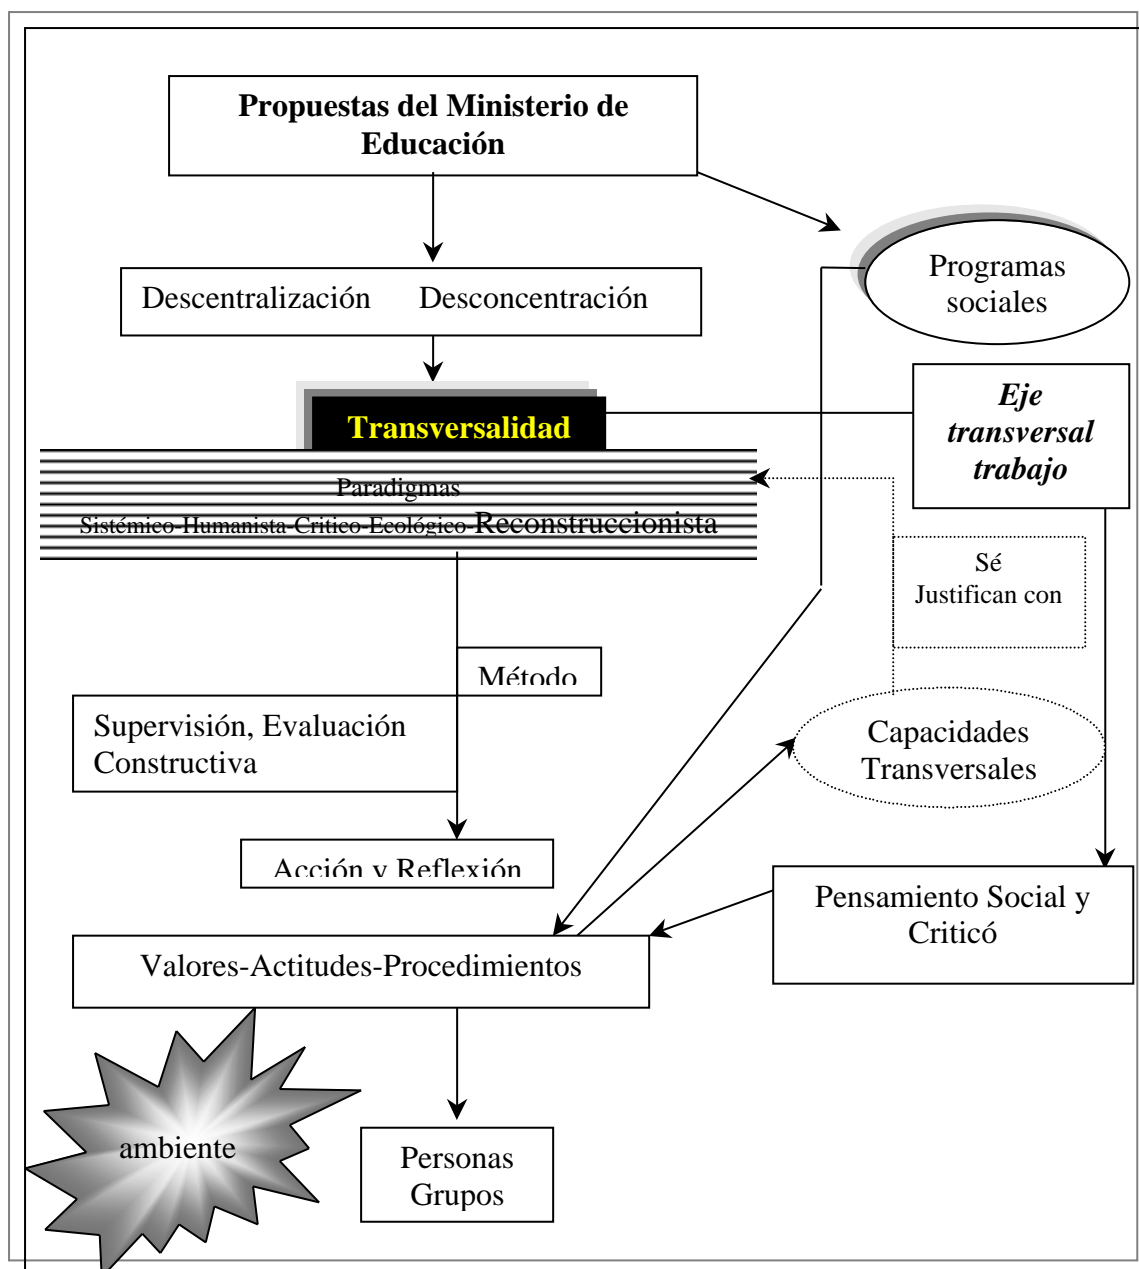 Propuestas del Ministerio de
Educación
Programas
sociales
Descentralización Desconcentración
Eje
transversal
trabajo
Transversalidad
Paradigmas
Sistémico-Humanista-Critico-Ecológico-Reconstruccionista
Sé
Justifican con
Método
Supervisión, Evaluación
Constructiva
Capacidades
Transversales
Acción y Reflexión
Pensamiento Social y
Criticó
Valores-Actitudes-Procedimientos
ambiente
Personas
Grupos